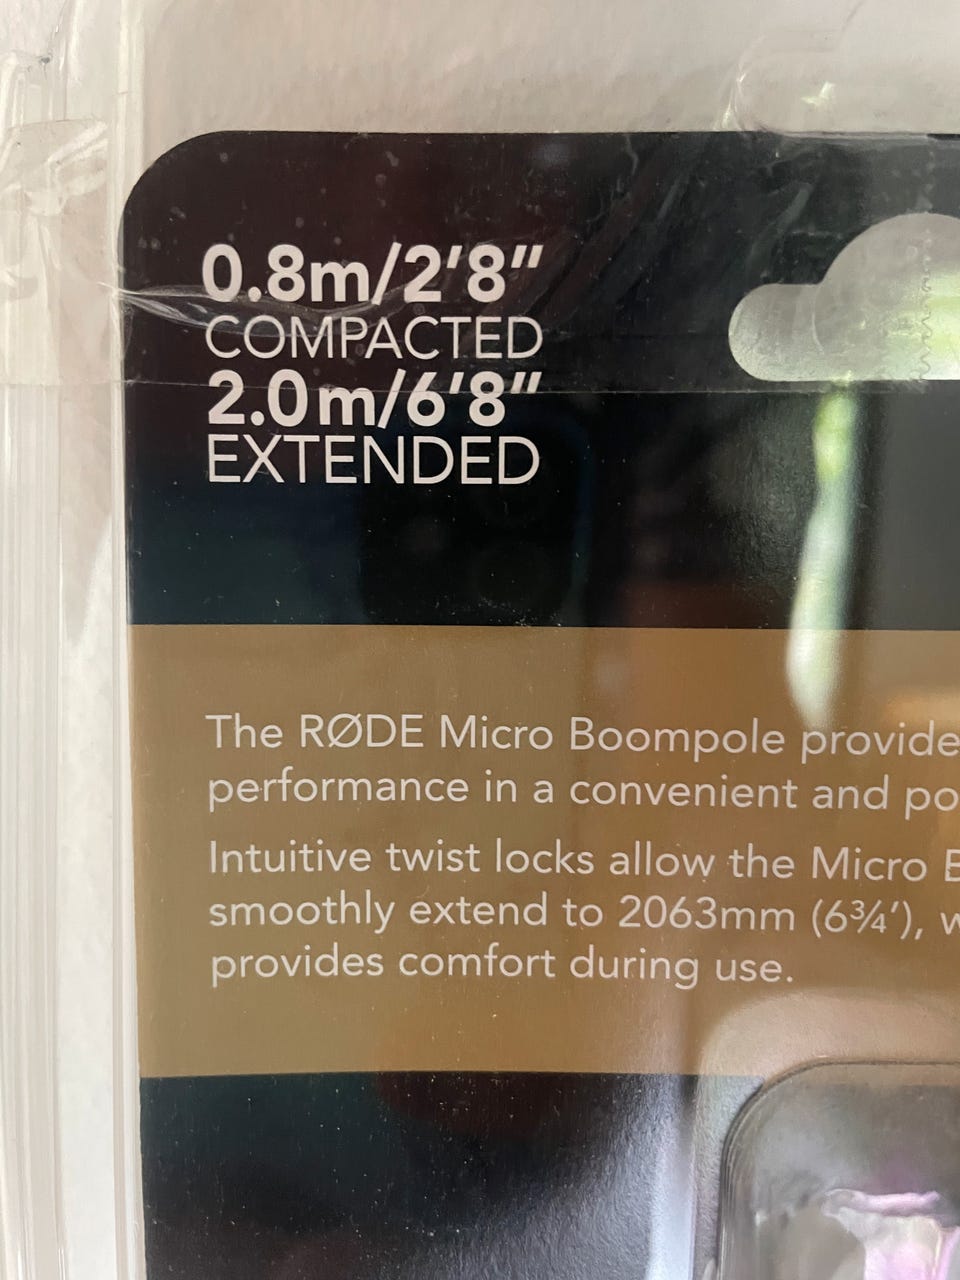 0.8m/2'8"
COMPACTED
2.0m/6'8"
EXTENDED
The RØDE Micro Boompole provide
performance in a convenient and po
Intuitive twist locks allow the Micro
smoothly extend to 2063mm (6¾'), w
provides comfort during use.